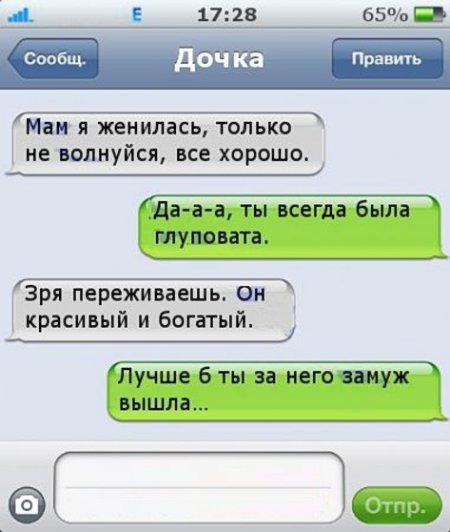 E 17:28 65%
Сообщ. Дочка Править
Мам я женилась, только
не волнуйся, все хорошо.
Да-а-а, ты всегда была
глуповата.
Зря переживаешь. Он
красивый и богатый.
Лучше б ты за него замуж
вышла...
Отпр.